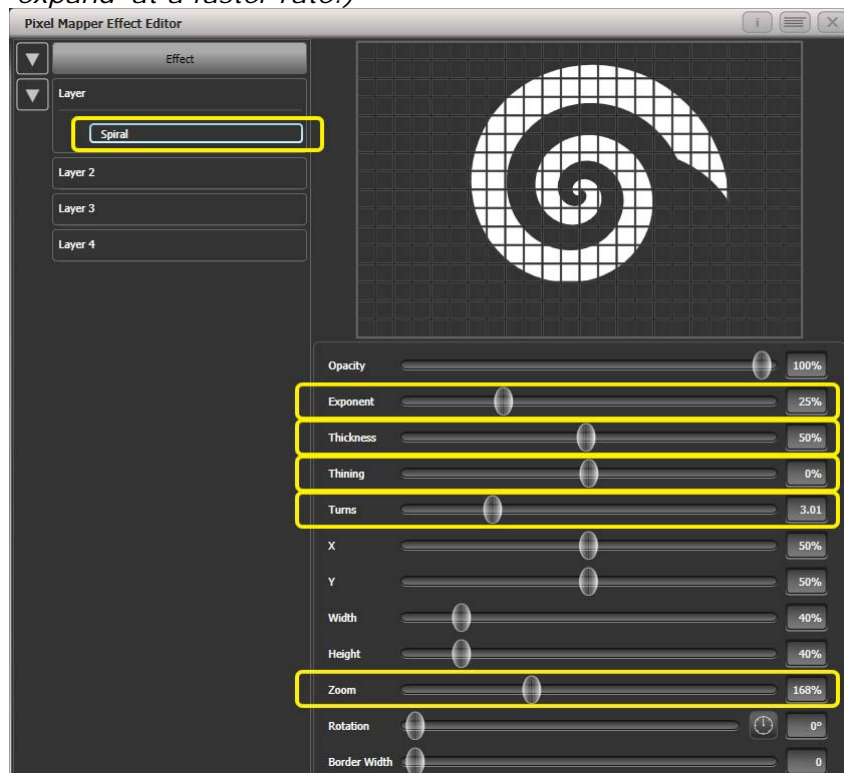 expand' at a faster rate.)
Pixel Mapper Effect Editor
Effect
Layer
Spiral
Layer 2
Layer 3
Layer 4
Opacity 100%
Exponent 25%
Thickness 50%
Thining 0%
Turns 3.01
X 50%
Y 50%
Width 40%
Height 40%
Zoom 168%
Rotation 0°
Border Width 0